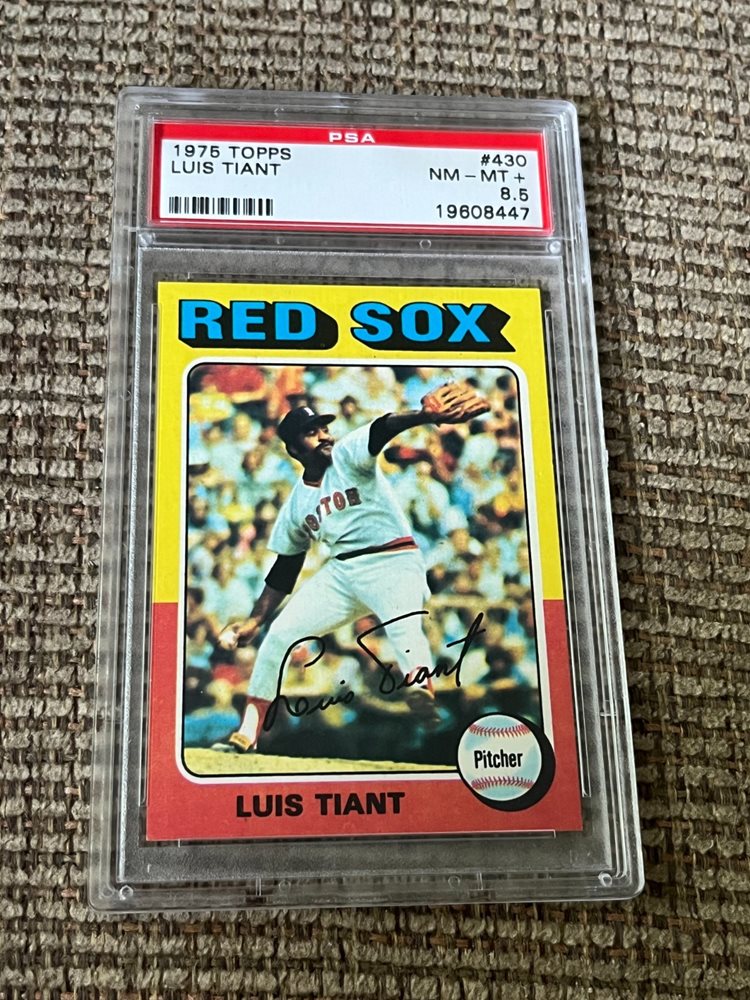 PSA
1975 TOPPS #430
LUIS TIANT NM - MT +
8.5
19608447
RED SOX
BOSTON
Luis Tiant
Pitcher
LUIS TIANT